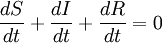 dS/dt + dI/dt + dR/dt = 0